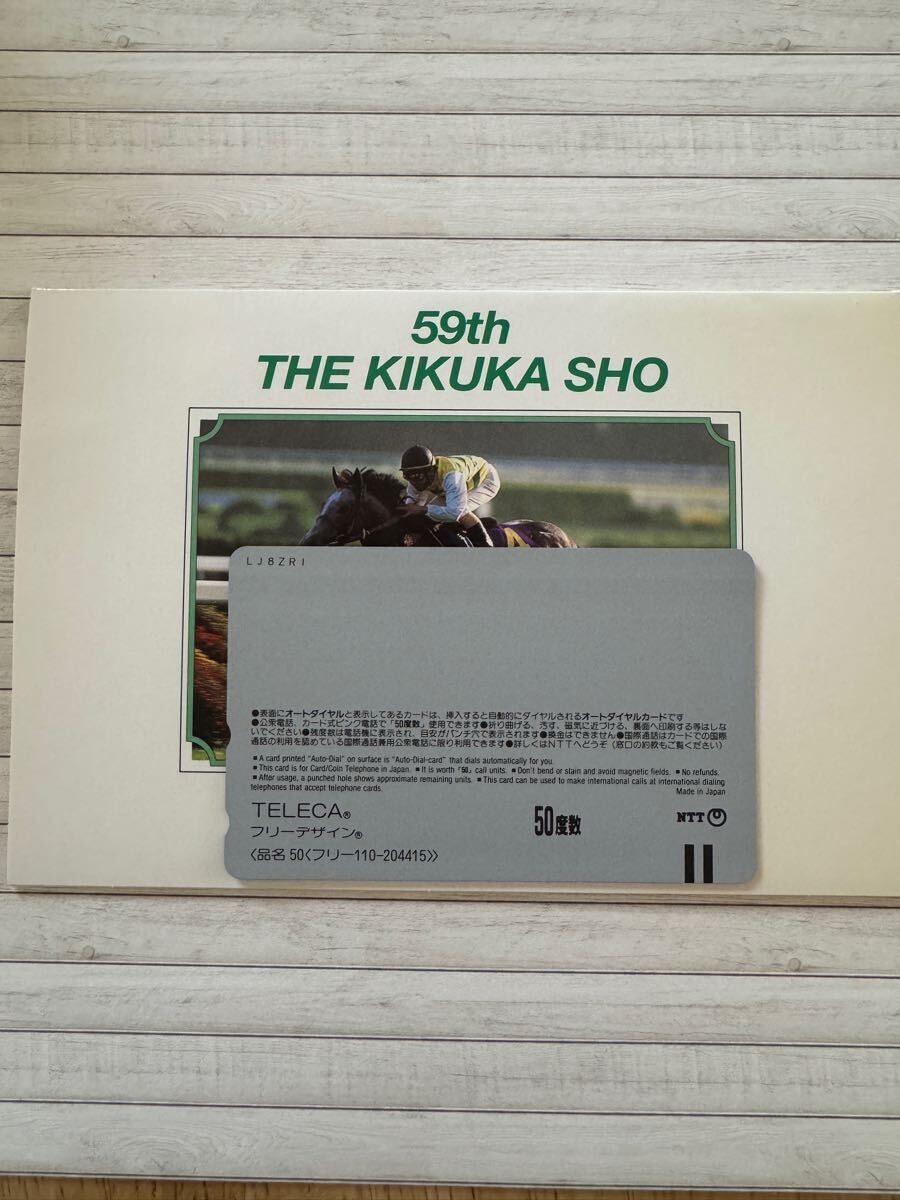 59th
THE KIKUKA SHO
LJ8ZRI
●表面にオートダイヤルと表示してあるカードは、挿入すると自動的にダイヤルされるオートダイヤルカードです
●公衆電話、カード式ピンク電話で「50度数」使用できます●折り曲げる、汚す、磁気に近づける、裏面へ印刷する等はしな
いでください●残度数は電話機に表示され、目安がパンチ穴で表示されます●換金はできません●国際通話はカードでの国際
通話の利用を認めている国際通話兼用公衆電話に限り利用できます●詳しくはNTTへどうぞ（窓口の約款もご覧ください）
■A card printed "Auto-Dial" on surface is "Auto-Dial-card" that dials automatically for you.
■This card is for Card/Coin Telephone in Japan. ■It is worth「50」call units. ■Don't bend or stain and avoid magnetic fields. ■No refunds.
■After usage, a punched hole shows approximate remaining units. ■This card can be used to make international calls at international dialing
telephones that accept telephone cards.
Made in Japan
TELECA®
フリーデザイン®
50度数
NTT
〈品名 50〈フリー110-204415〉〉